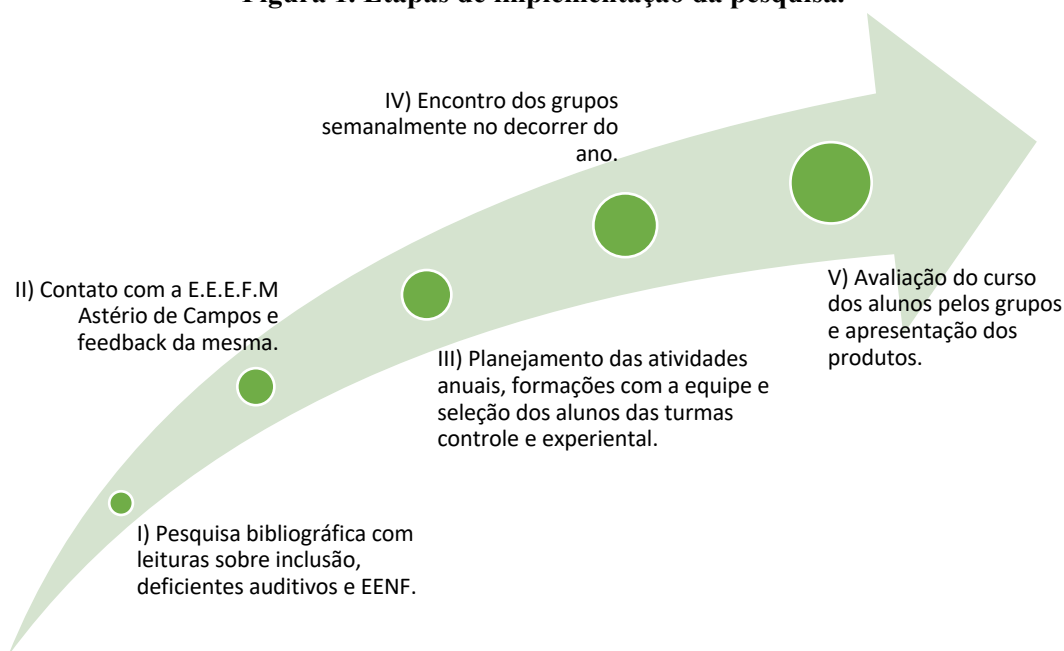 Figura 1. Etapas de implementação da pesquisa.
IV) Encontro dos grupos
semanalmente no decorrer do
ano.
II) Contato com a E.E.E.F.M
Astério de Campos e
feedback da mesma.
V) Avaliação do curso
dos alunos pelos grupos
e apresentação dos
produtos.
III) Planejamento das atividades
anuais, formações com a equipe e
seleção dos alunos das turmas
controle e experiental.
I) Pesquisa bibliográfica com
leituras sobre inclusão,
deficientes auditivos e EENF.